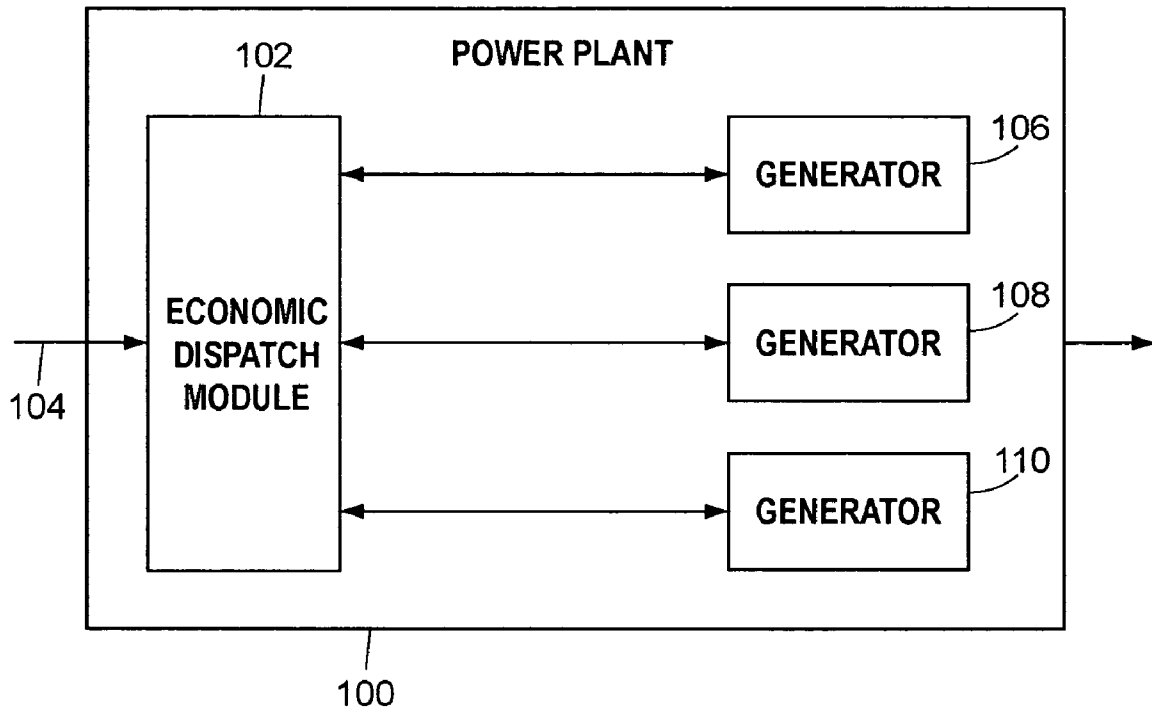 POWER PLANT
102
106
GENERATOR
108
ECONOMIC
DISPATCH
MODULE
GENERATOR
104
110
GENERATOR
100